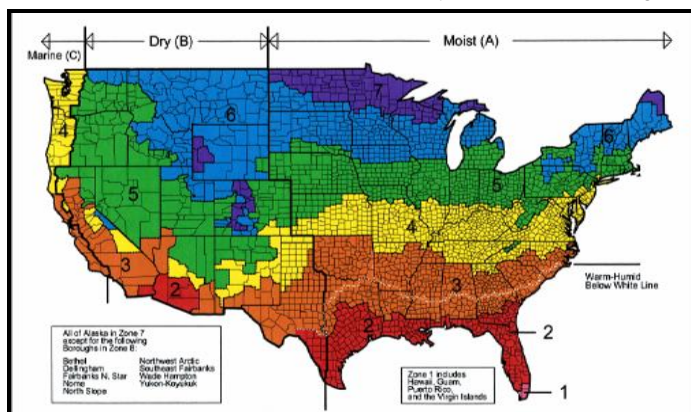 Marine (C)
Dry (B)
Moist (A)
7
6
6
4
5
5
4
3
3
2
2
Warm-Humid
Below White Line
2
1
All of Alaska in Zone 7
except for the following
Boroughs in Zone 8:
Bethel Northwest Arctic
Dellingham Southeast Fairbanks
Fairbanks N. Star Wade Hampton
Nome Yukon-Koyukuk
North Slope
Zone 1 includes
Hawaii, Guam,
Puerto Rico,
and the Virgin Islands